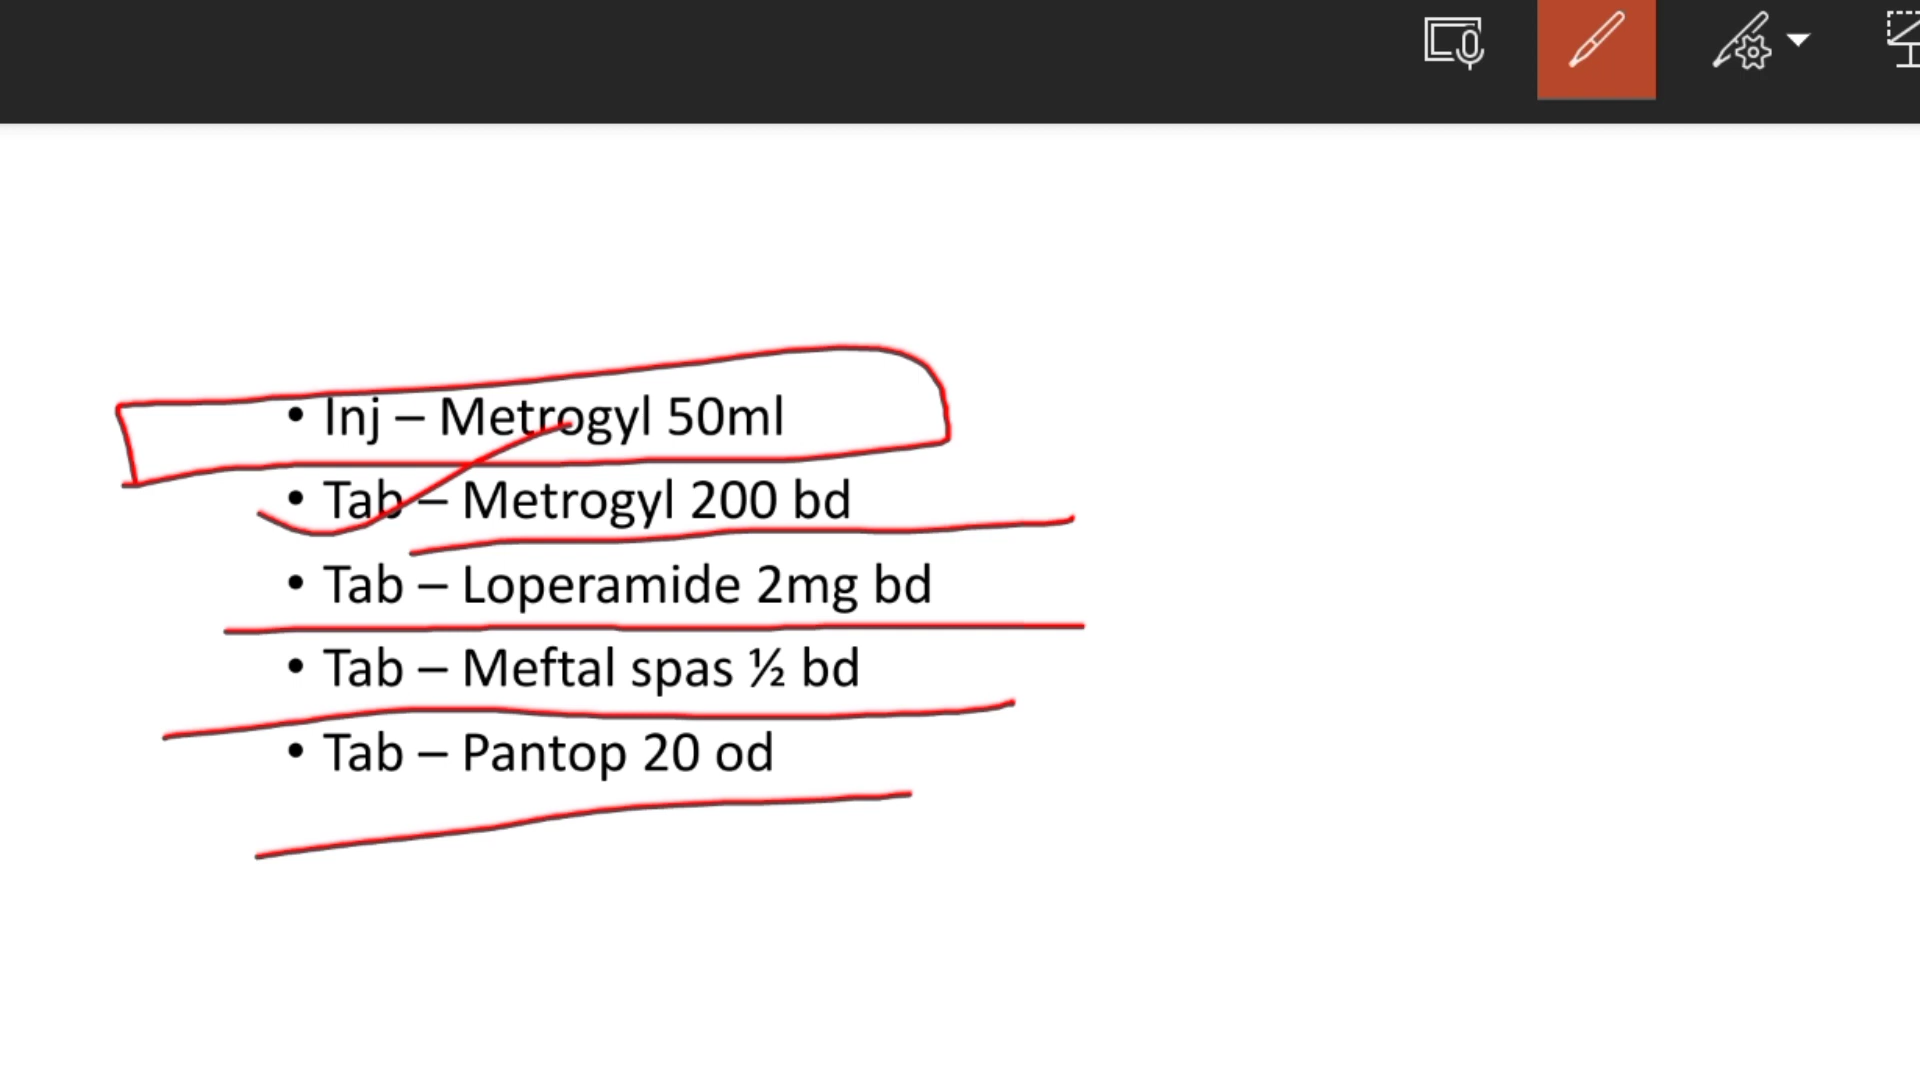 • Inj – Metrogyl 50ml
• Tab – Metrogyl 200 bd
• Tab – Loperamide 2mg bd
• Tab – Meftal spas ½ bd
• Tab – Pantop 20 od